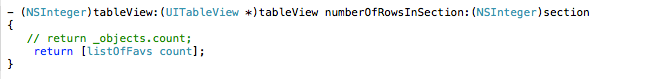 - (NSInteger)tableView:(UITableView *)tableView numberOfRowsInSection:(NSInteger)section
{
// return _objects.count;
return [listOfFavs count];
}